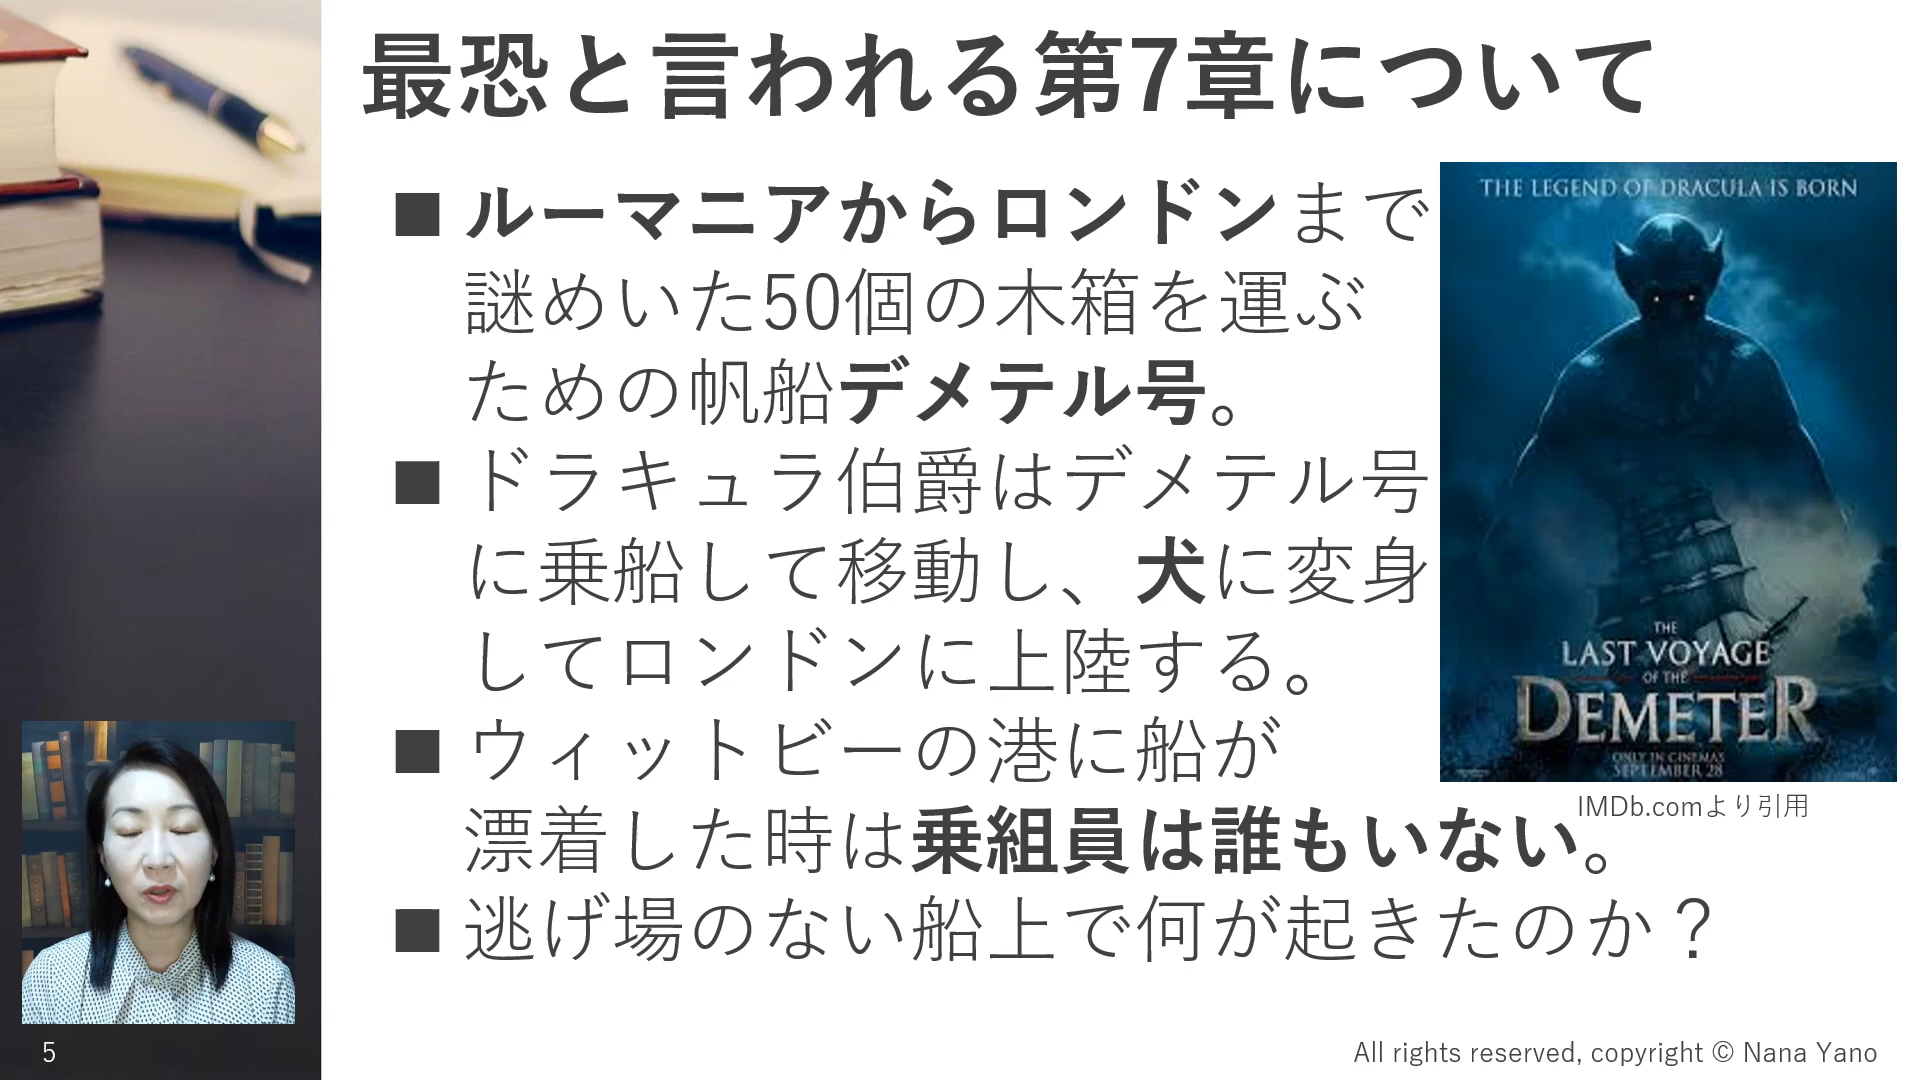 最恐と言われる第7章について
■ ルーマニアからロンドンまで
謎めいた50個の木箱を運ぶ
ための帆船デメテル号。
■ ドラキュラ伯爵はデメテル号
に乗船して移動し、犬に変身
してロンドンに上陸する。
■ ウィットビーの港に船が
漂着した時は乗組員は誰もいない。
■ 逃げ場のない船上で何が起きたのか？
THE LEGEND OF DRACULA IS BORN
THE
LAST VOYAGE
OF THE
DEMETER
ONLY IN CINEMAS
SEPTEMBER 28
IMDb.comより引用
5
All rights reserved, copyright © Nana Yano